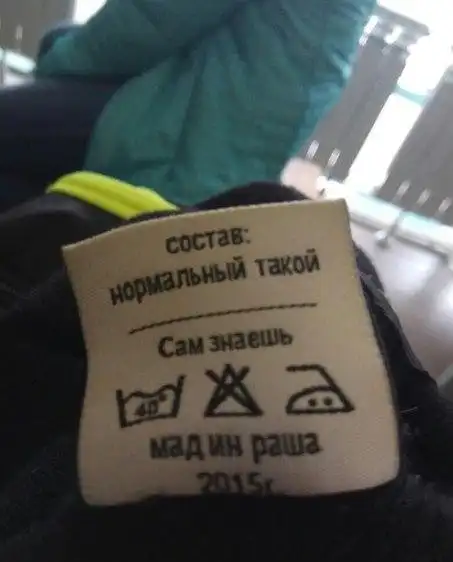 состав:
нормальный такой
Сам знаешь
40°
мад ин раша
2015г